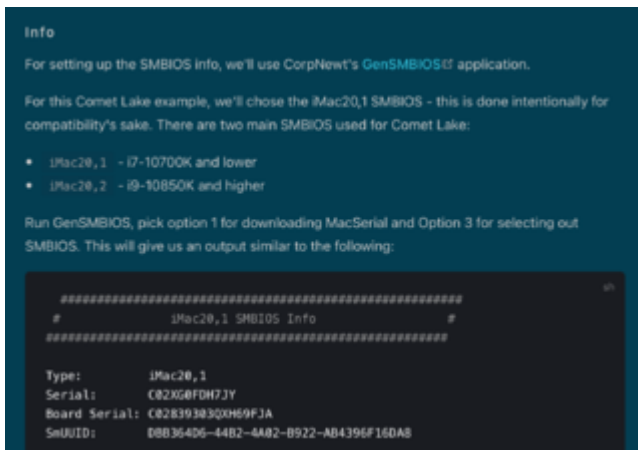 Info
For setting up the SMBIOS info, we'll use CorpNewt's GenSMBIOS application.
For this Comet Lake example, we'll chose the iMac20,1 SMBIOS - this is done intentionally for
compatibility's sake. There are two main SMBIOS used for Comet Lake:
• iMac20,1 - i7-10700K and lower
• iMac20,2 - i9-10850K and higher
Run GenSMBIOS, pick option 1 for downloading MacSerial and Option 3 for selecting out
SMBIOS. This will give us an output similar to the following:
sh
#######################################################
# iMac20,1 SMBIOS Info #
#######################################################
Type: iMac20,1
Serial: C02XG0FDH7JY
Board Serial: C02839303QXH69FJA
SmUUID: DBB364D6-44B2-4A02-B922-AB4396F16DA8